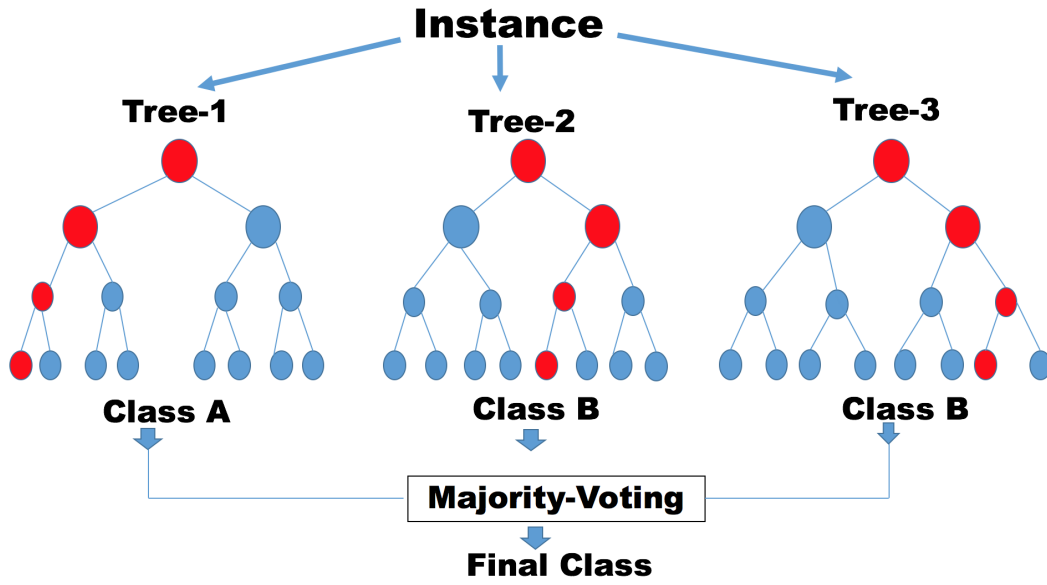 Instance
Tree-1
Tree-2
Tree-3
Class A
Class B
Class B
Majority-Voting
Final Class